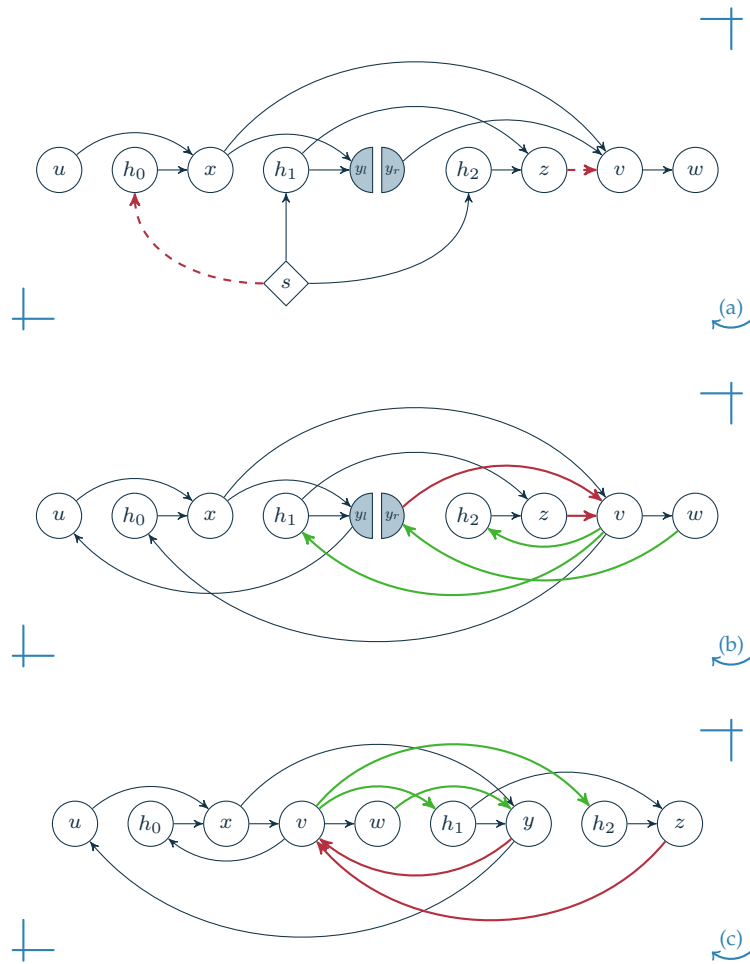 u h₀ x h₁ yₗ yᵣ h₂ z v w
s
(a)
u h₀ x h₁ yₗ yᵣ h₂ z v w
(b)
u h₀ x v w h₁ y h₂ z
(c)